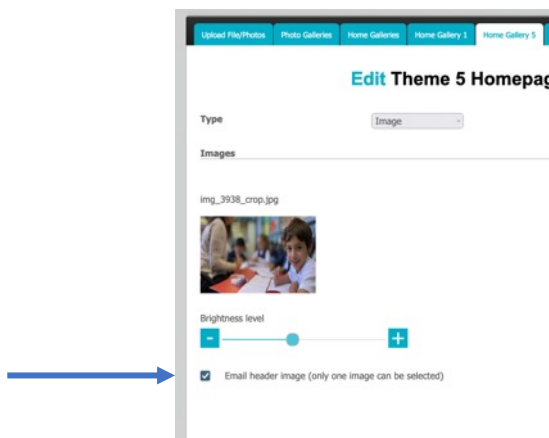 Upload File/Photos Photo Galleries Home Galleries Home Gallery 1 Home Gallery 5
Edit Theme 5 Homepag
Type Image
Images
img_3938_crop.jpg
Brightness level
- +
Email header image (only one image can be selected)